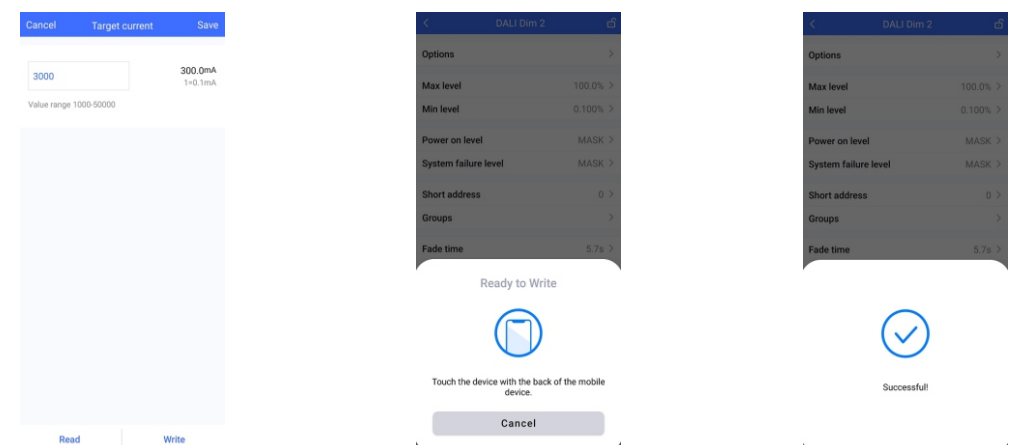 Cancel Target current Save
3000 300.0mA
1=0.1mA
Value range 1000-50000
Read Write
DALI Dim 2
Options
Max level 100.0%
Min level 0.100%
Power on level MASK
System failure level MASK
Short address 0
Groups
Fade time 5.7s
Ready to Write
Touch the device with the back of the mobile
device.
Cancel
DALI Dim 2
Options
Max level 100.0%
Min level 0.100%
Power on level MASK
System failure level MASK
Short address 0
Groups
Fade time 5.7s
Successful!